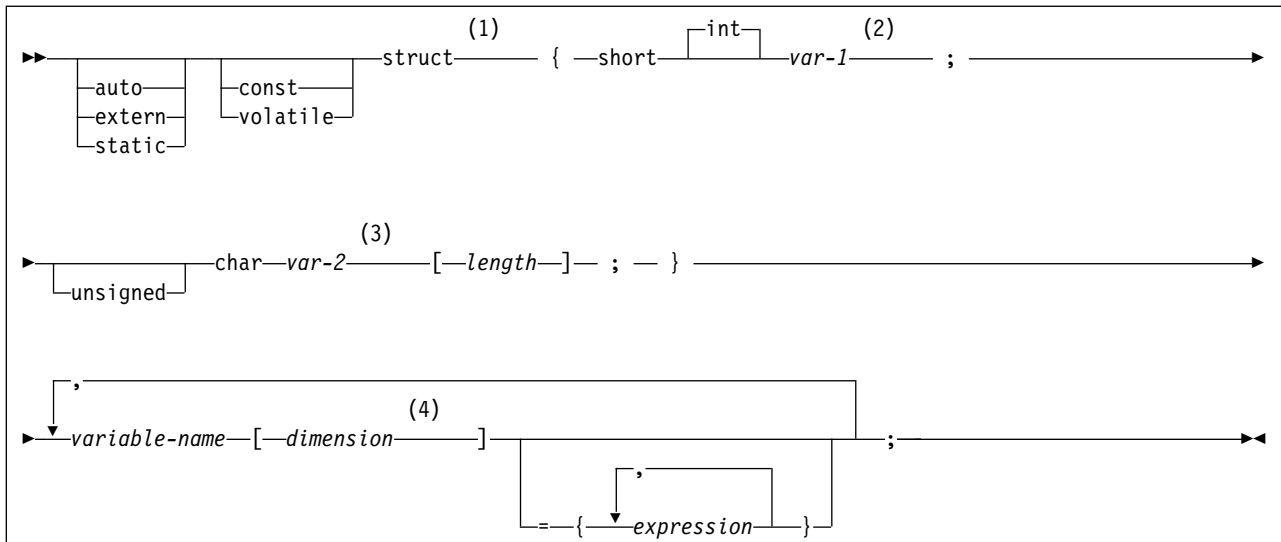 (1) int (2)
struct { short var-1 ;
auto const
extern volatile
static
(3)
char var-2 [ length ] ; }
unsigned
,
(4)
variable-name [ dimension ] ;
,
= { expression }